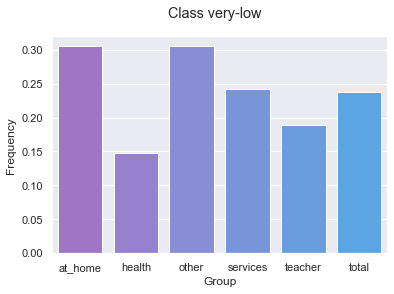 Class very-low
Frequency
0.30
0.25
0.20
0.15
0.10
0.05
0.00
at_home health other services teacher total
Group